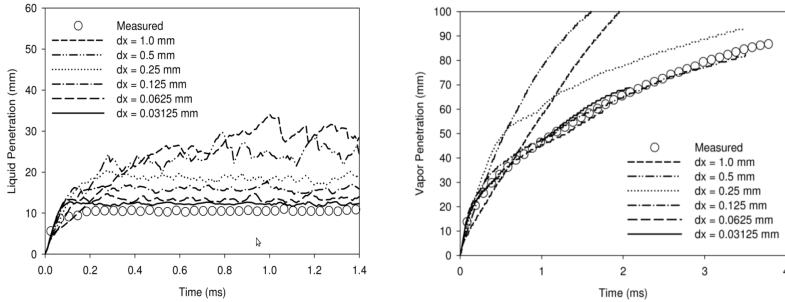 60
50
40
30
20
10
0
Liquid Penetration (mm)
Measured
dx = 1.0 mm
dx = 0.5 mm
dx = 0.25 mm
dx = 0.125 mm
dx = 0.0625 mm
dx = 0.03125 mm
0.0 0.2 0.4 0.6 0.8 1.0 1.2 1.4
Time (ms)
100
90
80
70
60
50
40
30
20
10
0
Vapor Penetration (mm)
Measured
dx = 1.0 mm
dx = 0.5 mm
dx = 0.25 mm
dx = 0.125 mm
dx = 0.0625 mm
dx = 0.03125 mm
0 1 2 3 4
Time (ms)